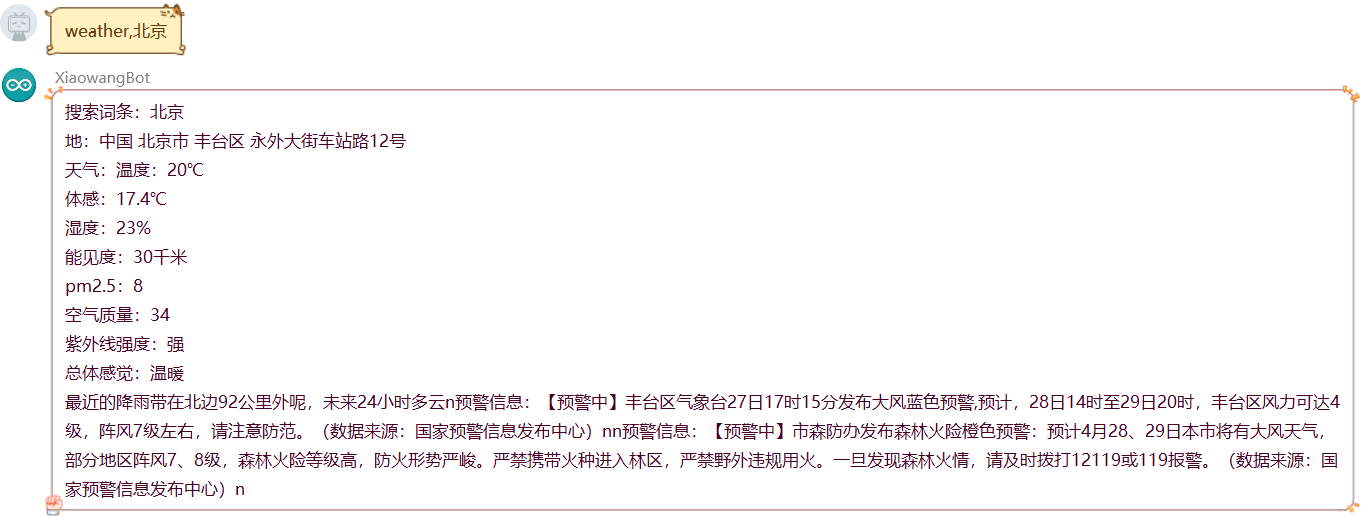 weather,北京
XiaowangBot
搜索词条：北京
地：中国 北京市 丰台区 永外大街车站路12号
天气：温度：20℃
体感：17.4℃
湿度：23%
能见度：30千米
pm2.5：8
空气质量：34
紫外线强度：强
总体感觉：温暖
最近的降雨带在北边92公里外呢，未来24小时多云n预警信息：【预警中】丰台区气象台27日17时15分发布大风蓝色预警,预计，28日14时至29日20时，丰台区风力可达4
级，阵风7级左右，请注意防范。（数据来源：国家预警信息发布中心）nn预警信息：【预警中】市森防办发布森林火险橙色预警：预计4月28、29日本市将有大风天气，
部分地区阵风7、8级，森林火险等级高，防火形势严峻。严禁携带火种进入林区，严禁野外违规用火。一旦发现森林火情，请及时拨打12119或119报警。（数据来源：国
家预警信息发布中心）n